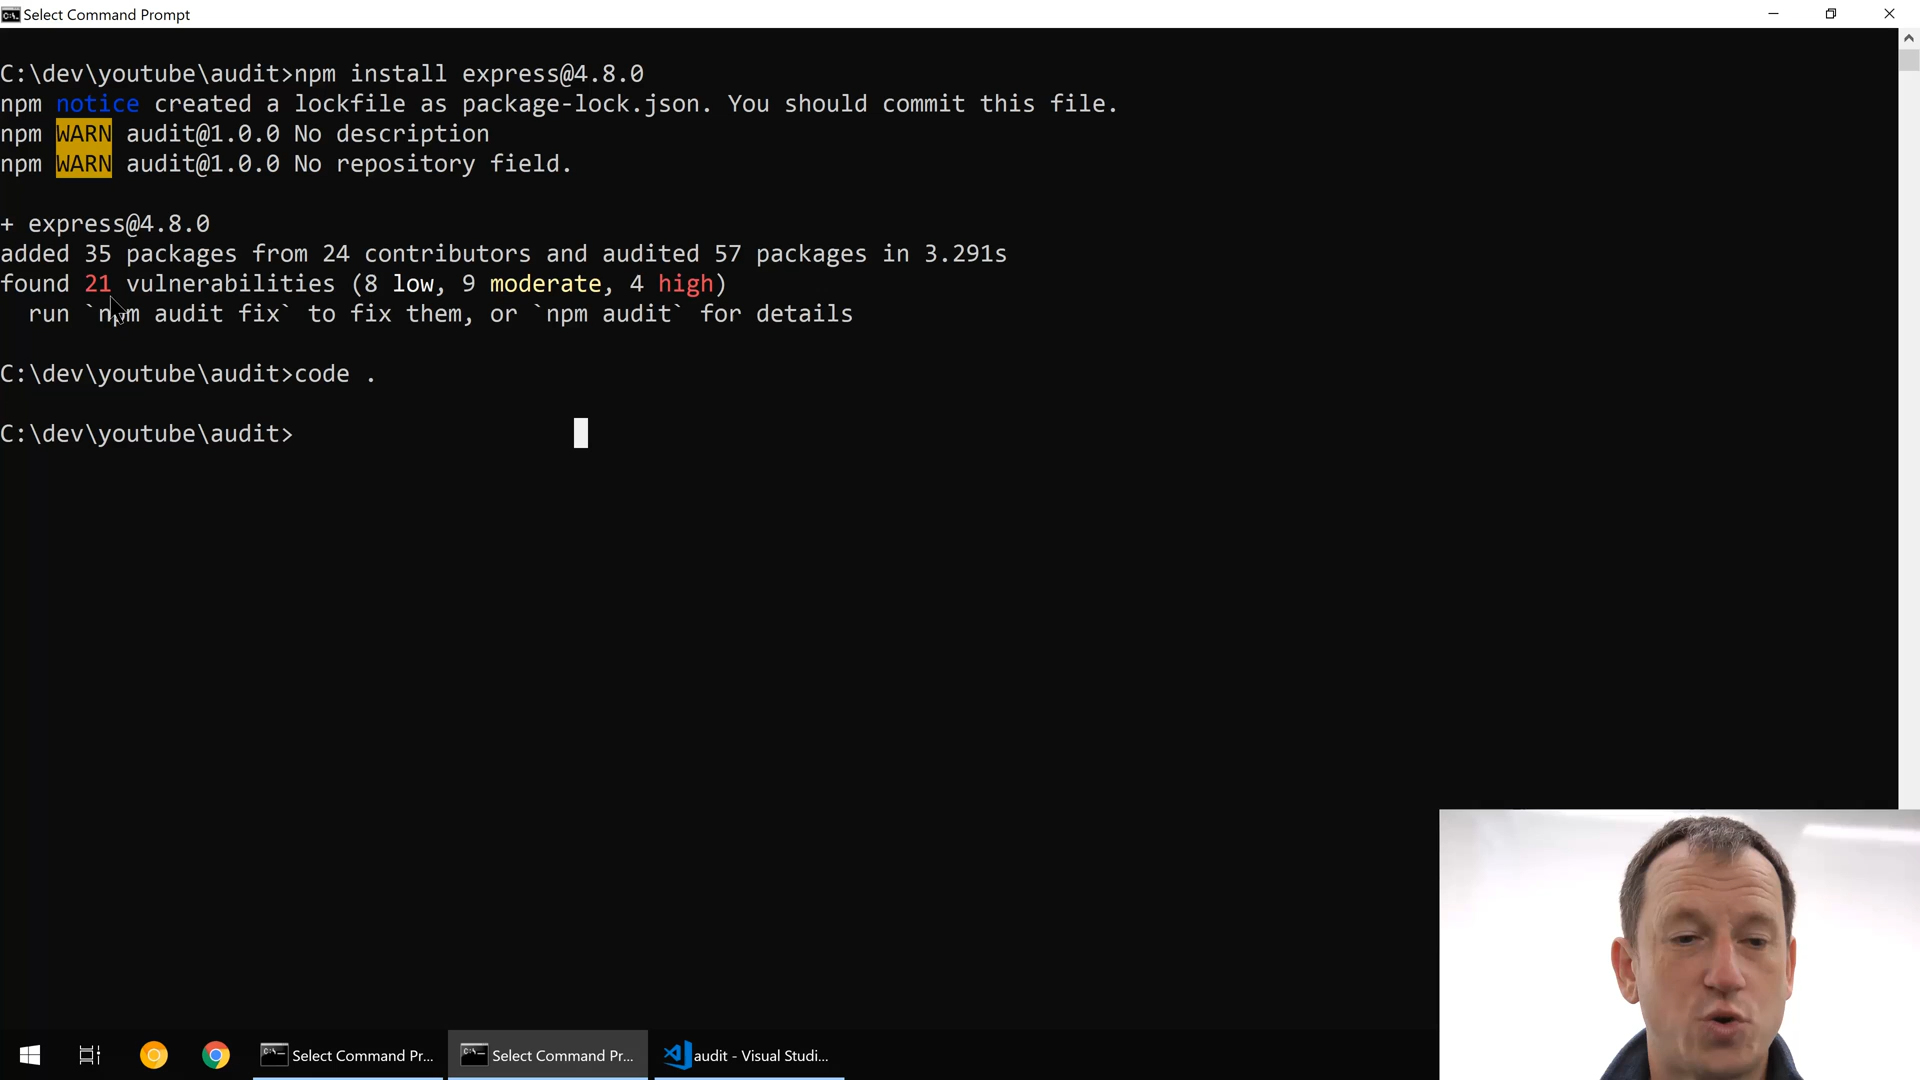 Select Command Prompt
C:\dev\youtube\audit>npm install express@4.8.0
npm notice created a lockfile as package-lock.json. You should commit this file.
npm WARN audit@1.0.0 No description
npm WARN audit@1.0.0 No repository field.
+ express@4.8.0
added 35 packages from 24 contributors and audited 57 packages in 3.291s
found 21 vulnerabilities (8 low, 9 moderate, 4 high)
run `npm audit fix` to fix them, or `npm audit` for details
C:\dev\youtube\audit>code .
C:\dev\youtube\audit>
Select Command Pr...
Select Command Pr...
audit - Visual Studi...